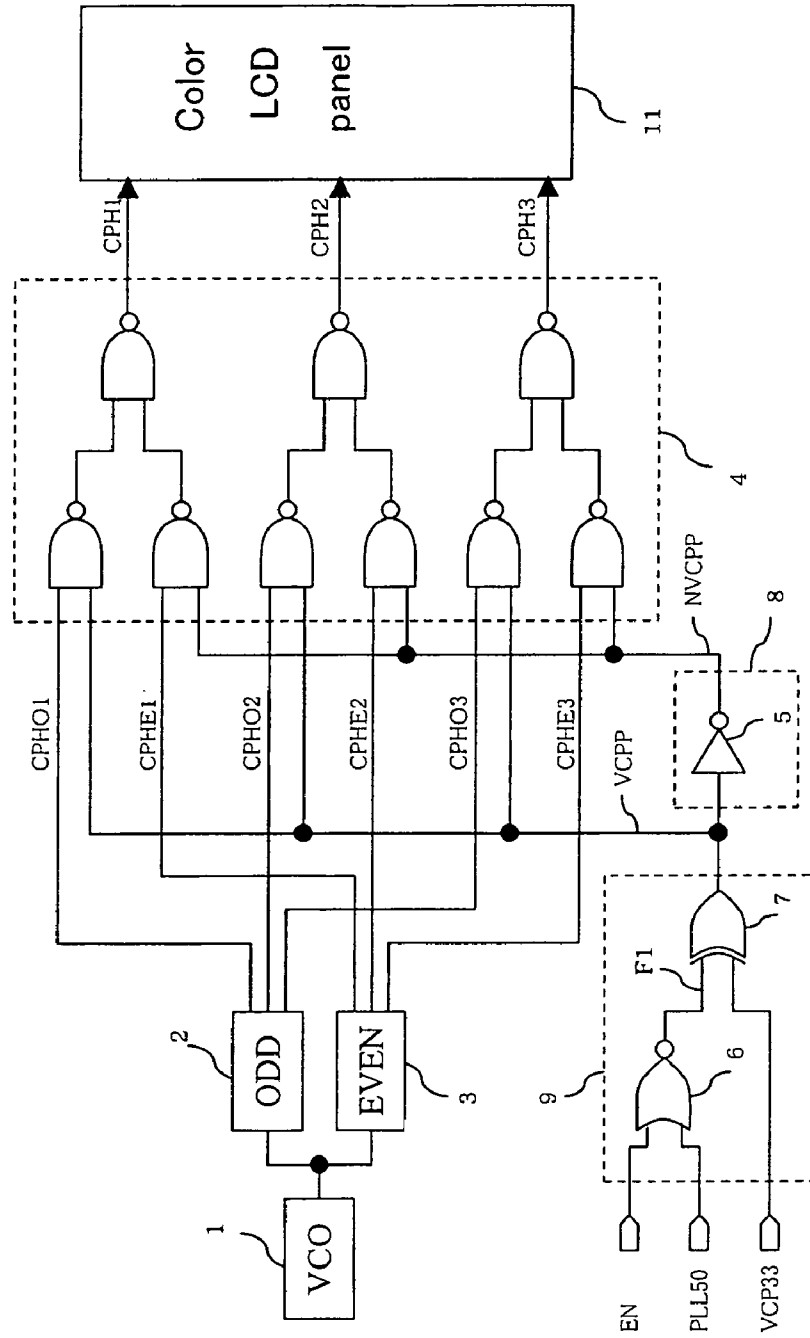 Color
LCD
panel
11
CPH1
CPH2
CPH3
4
CPHO1
CPHE1
CPHO2
CPHE2
CPHO3
CPHE3
NVCPP
8
5
VCPP
2
ODD
EVEN
3
1
VCO
9
F1
7
6
EN
PLL50
VCP33